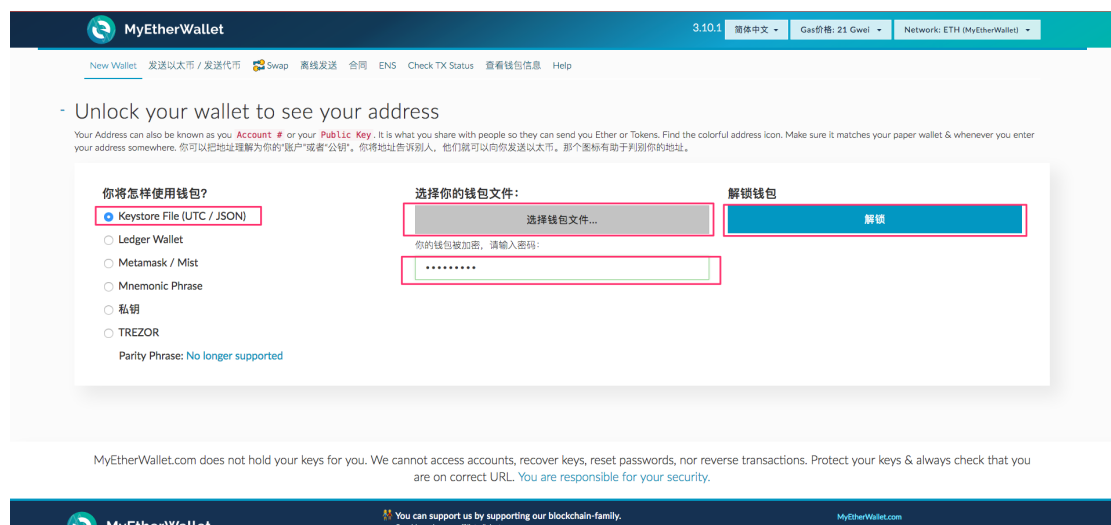 MyEtherWallet
3.10.1 简体中文 Gas价格: 21 Gwei Network: ETH (MyEtherWallet)
New Wallet 发送以太币 / 发送代币 Swap 离线发送 合同 ENS Check TX Status 查看钱包信息 Help
- Unlock your wallet to see your address
Your Address can also be known as you Account # or your Public Key. It is what you share with people so they can send you Ether or Tokens. Find the colorful address icon. Make sure it matches your paper wallet & whenever you enter
your address somewhere. 你可以把地址理解为你的"账户"或者"公钥"。你将地址告诉别人，他们就可以向你发送以太币。那个图标有助于判别你的地址。
你将怎样使用钱包?
Keystore File (UTC / JSON)
Ledger Wallet
Metamask / Mist
Mnemonic Phrase
私钥
TREZOR
Parity Phrase: No longer supported
选择你的钱包文件：
选择钱包文件...
你的钱包被加密，请输入密码：
•••••••••
解锁钱包
解锁
MyEtherWallet.com does not hold your keys for you. We cannot access accounts, recover keys, reset passwords, nor reverse transactions. Protect your keys & always check that you
are on correct URL. You are responsible for your security.
MyEtherWallet
You can support us by supporting our blockchain-family.
MyEtherWallet.com